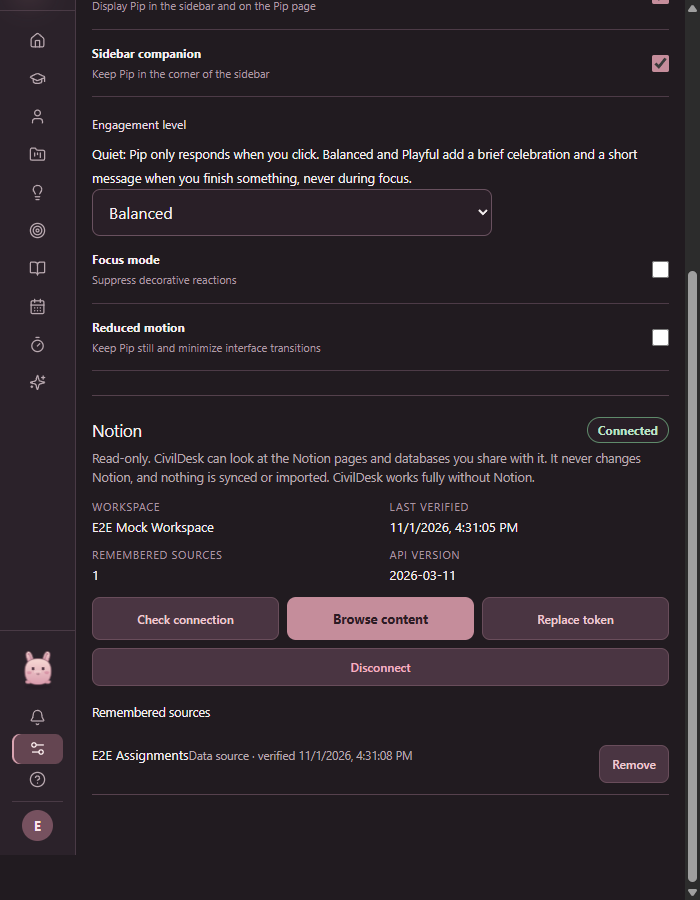 Display Pip in the sidebar and on the Pip page
Sidebar companion
Keep Pip in the corner of the sidebar
Engagement level
Quiet: Pip only responds when you click. Balanced and Playful add a brief celebration and a short
message when you finish something, never during focus.
Balanced
Focus mode
Suppress decorative reactions
Reduced motion
Keep Pip still and minimize interface transitions
Notion
Connected
Read-only. CivilDesk can look at the Notion pages and databases you share with it. It never changes
Notion, and nothing is synced or imported. CivilDesk works fully without Notion.
WORKSPACE
E2E Mock Workspace
LAST VERIFIED
11/1/2026, 4:31:05 PM
REMEMBERED SOURCES
1
API VERSION
2026-03-11
Check connection
Browse content
Replace token
Disconnect
Remembered sources
E2E AssignmentsData source · verified 11/1/2026, 4:31:08 PM
Remove
E